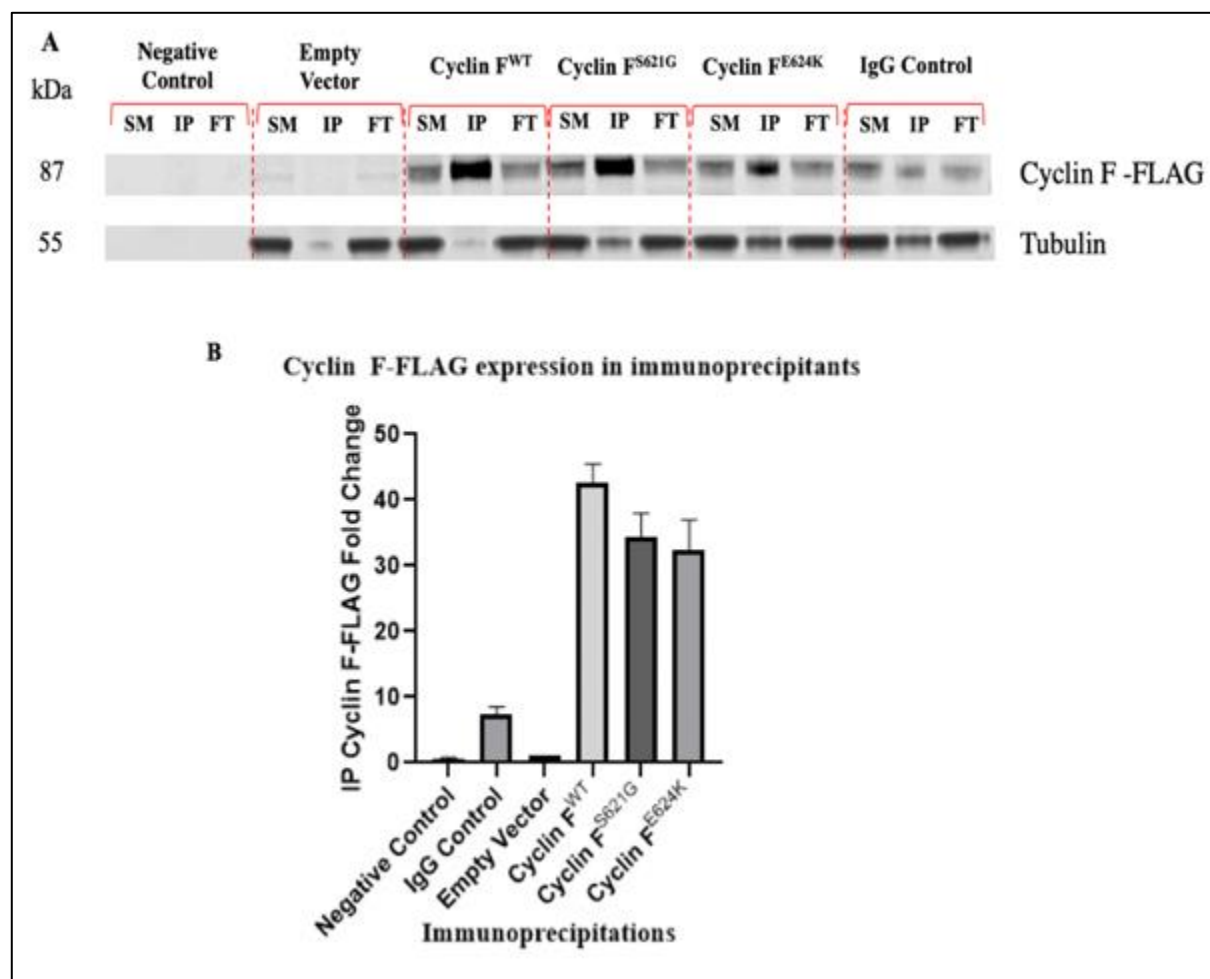 A
kDa
Negative Control
Empty Vector
Cyclin F^WT
Cyclin F^S621G
Cyclin F^E624K
IgG Control
SM IP FT SM IP FT SM IP FT SM IP FT SM IP FT SM IP FT
87 Cyclin F -FLAG
55 Tubulin
B
Cyclin F-FLAG expression in immunoprecipitants
IP Cyclin F-FLAG Fold Change
50
40
30
20
10
0
Negative Control
IgG Control
Empty Vector
Cyclin F^WT
Cyclin F^S621G
Cyclin F^E624K
Immunoprecipitations